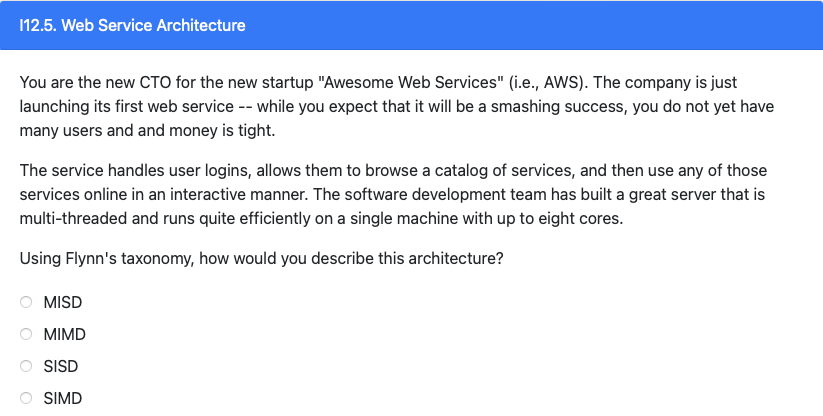 I12.5. Web Service Architecture
You are the new CTO for the new startup "Awesome Web Services" (i.e., AWS). The company is just
launching its first web service -- while you expect that it will be a smashing success, you do not yet have
many users and and money is tight.
The service handles user logins, allows them to browse a catalog of services, and then use any of those
services online in an interactive manner. The software development team has built a great server that is
multi-threaded and runs quite efficiently on a single machine with up to eight cores.
Using Flynn's taxonomy, how would you describe this architecture?
MISD
MIMD
SISD
SIMD